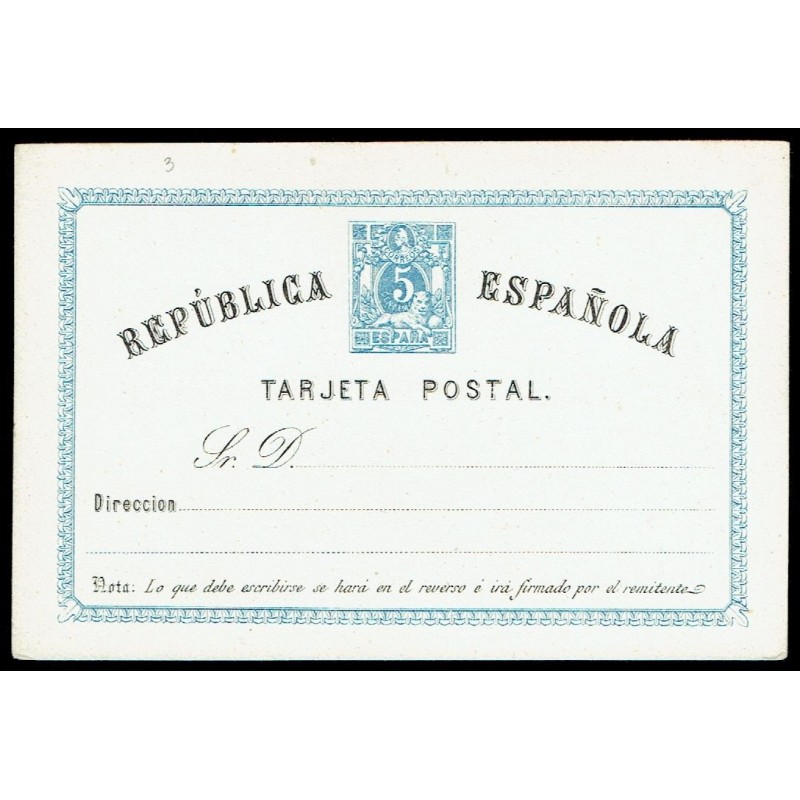 3
CORREOS
5
ESPAÑA
REPÚBLICA ESPAÑOLA
TARJETA POSTAL.
Sr. D.
Direccion
Nota: Lo que debe escribirse se hará en el reverso é irá firmado por el remitente